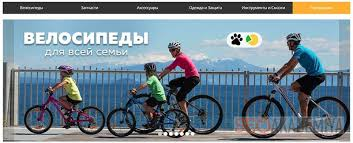 Велосипеды Запчасти Аксессуары Одежда и Защита Инструменты и Смазки
ВЕЛОСИПЕДЫ
для всей семьи